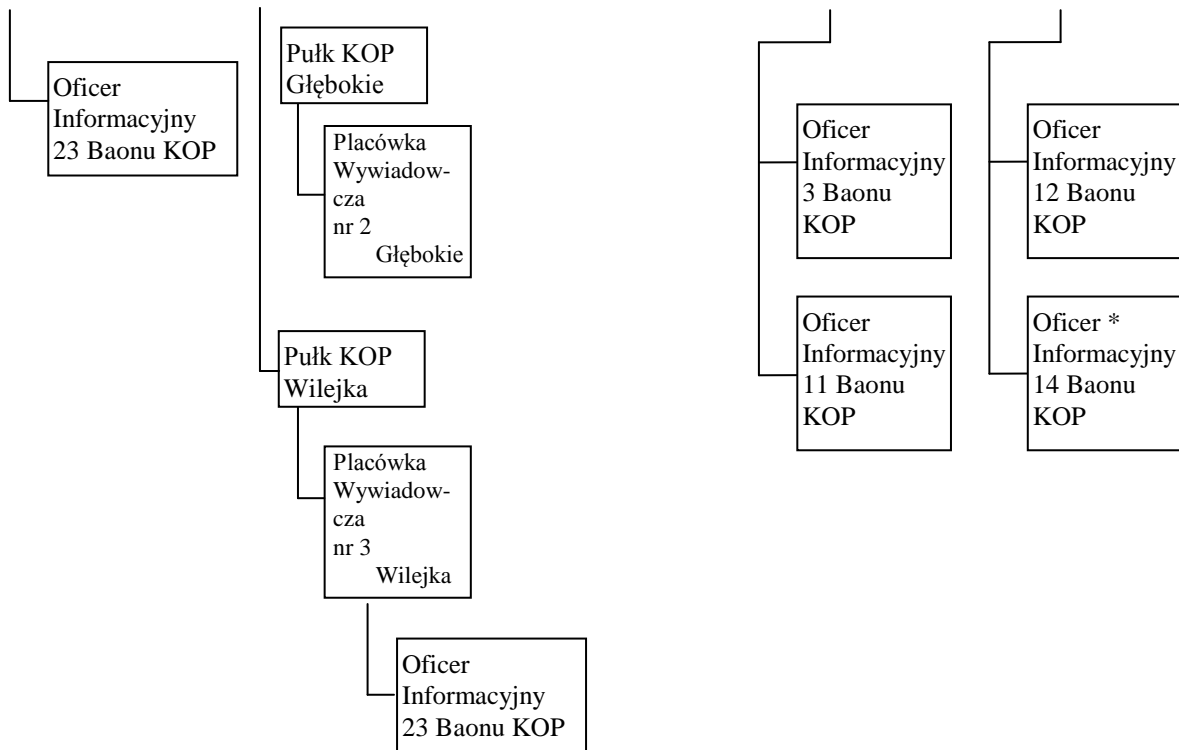 Oficer
Informacyjny
23 Baonu KOP
Pułk KOP
Głębokie
Placówka
Wywiadow-
cza
nr 2
Głębokie
Pułk KOP
Wilejka
Placówka
Wywiadow-
cza
nr 3
Wilejka
Oficer
Informacyjny
23 Baonu KOP
Oficer
Informacyjny
3 Baonu
KOP
Oficer
Informacyjny
11 Baonu
KOP
Oficer
Informacyjny
12 Baonu
KOP
Oficer *
Informacyjny
14 Baonu
KOP